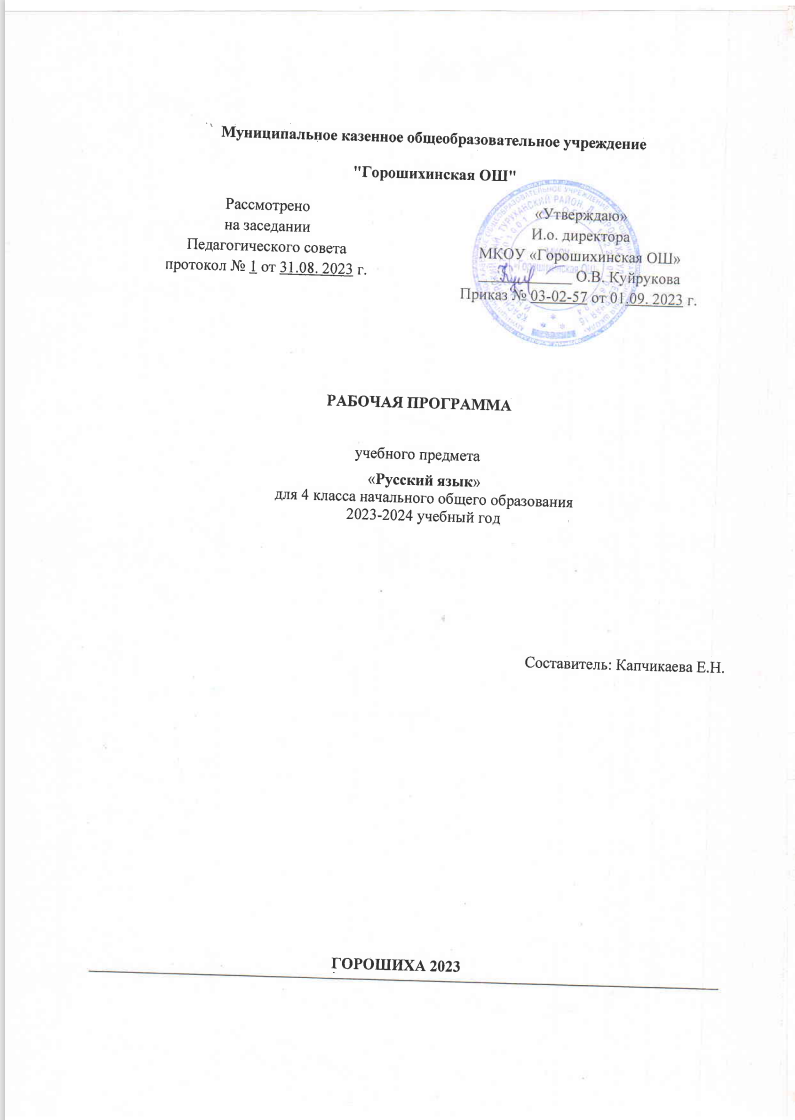 Муниципальное казенное общеобразовательное учреждение
"Горошихинская ОШ"
Рассмотрено
на заседании
Педагогического совета
протокол № 1 от 31.08. 2023 г.
«Утверждаю»
И.о. директора
МКОУ «Горошихинская ОШ»
____________ О.В. Куйрукова
Приказ № 03-02-57 от 01.09. 2023 г.
РАБОЧАЯ ПРОГРАММА
учебного предмета
«Русский язык»
для 4 класса начального общего образования
2023-2024 учебный год
Составитель: Капчикаева Е.Н.
ГОРОШИХА 2023